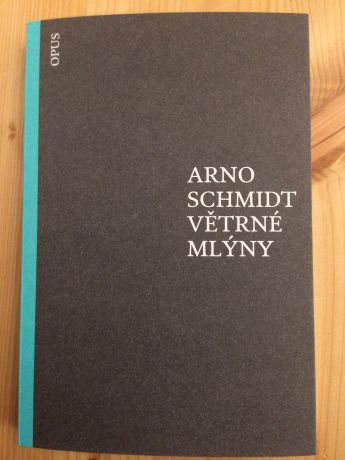 OPUS
ARNO
SCHMIDT
VĚTRNÉ
MLÝNY